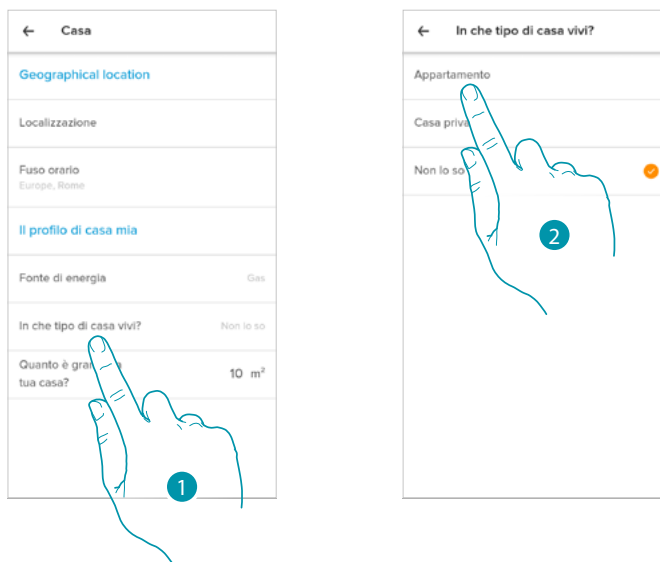 ← Casa
Geographical location
Localizzazione
Fuso orario
Europe, Rome
Il profilo di casa mia
Fonte di energia Gas
In che tipo di casa vivi? Non lo so
Quanto è
tua casa? 10 m²
1
← In che tipo di casa vivi?
Appartamento
Casa
Non lo so
2